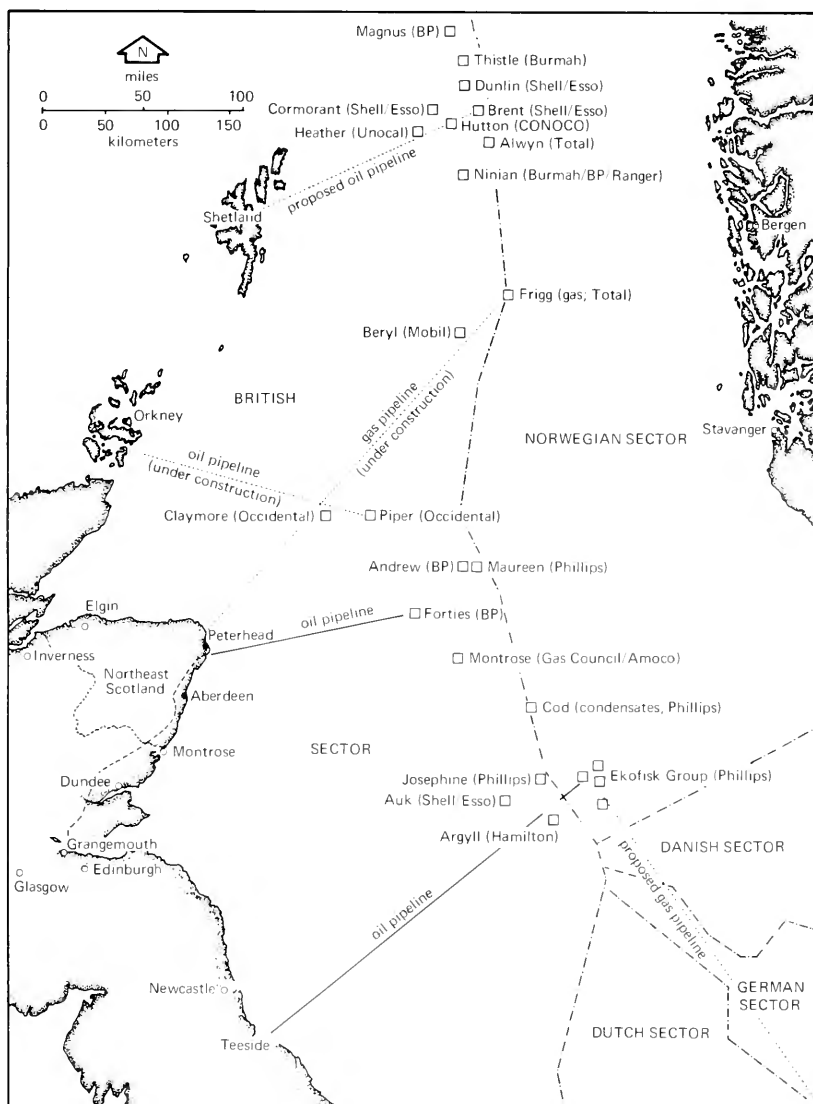 Magnus (BP)
N
miles
0 50 100
0 50 100 150
kilometers
Thistle (Burmah)
Dunlin (Shell/Esso)
Cormorant (Shell/Esso)
Brent (Shell/Esso)
Hutton (CONOCO)
Heather (Unocal)
Alwyn (Total)
proposed oil pipeline
Ninian (Burmah/BP/Ranger)
Shetland
Bergen
Frigg (gas; Total)
Beryl (Mobil)
BRITISH
gas pipeline
(under construction)
Orkney
NORWEGIAN SECTOR
Stavanger
oil pipeline
(under construction)
Claymore (Occidental)
Piper (Occidental)
Andrew (BP)
Maureen (Phillips)
Elgin
oil pipeline
Forties (BP)
Peterhead
Inverness
Northeast
Scotland
Montrose (Gas Council/Amoco)
Aberdeen
Cod (condensates, Phillips)
Montrose
SECTOR
Dundee
Josephine (Phillips)
Ekofisk Group (Phillips)
Auk (Shell/Esso)
Argyll (Hamilton)
Grangemouth
Edinburgh
Glasgow
DANISH SECTOR
proposed gas pipeline
oil pipeline
Newcastle
GERMAN
SECTOR
DUTCH SECTOR
Teeside